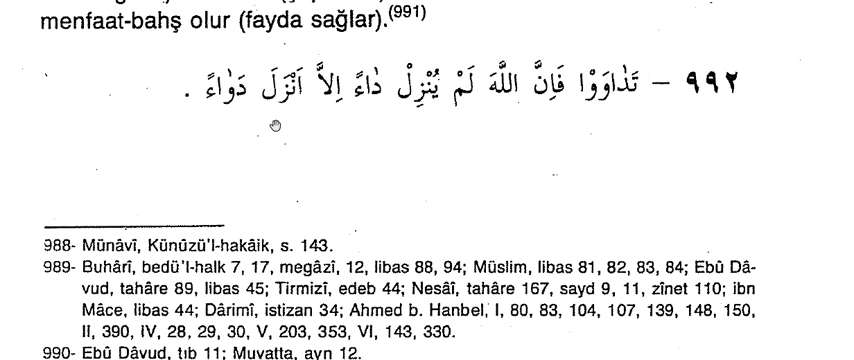 menfaat-bahş olur (fayda sağlar).(991)
٩٩٢ – تَدَاوَوْا فَاِنَّ اللَّهَ لَمْ يُنْزِلْ دَاءً اِلاَّ اَنْزَلَ دَوَاءً .
988- Münâvî, Künûzü'l-hakâik, s. 143.
989- Buhârî, bedü'l-halk 7, 17, megâzî, 12, libas 88, 94; Müslim, libas 81, 82, 83, 84; Ebû Dâ-
vud, tahâre 89, libas 45; Tirmizî, edeb 44; Nesâî, tahâre 167, sayd 9, 11, zînet 110; ibn
Mâce, libas 44; Dârimî, istizan 34; Ahmed b. Hanbel, I, 80, 83, 104, 107, 139, 148, 150,
II, 390, IV, 28, 29, 30, V, 203, 353, VI, 143, 330.
990- Ebû Dâvud, tıb 11; Muvatta, ayn 12.